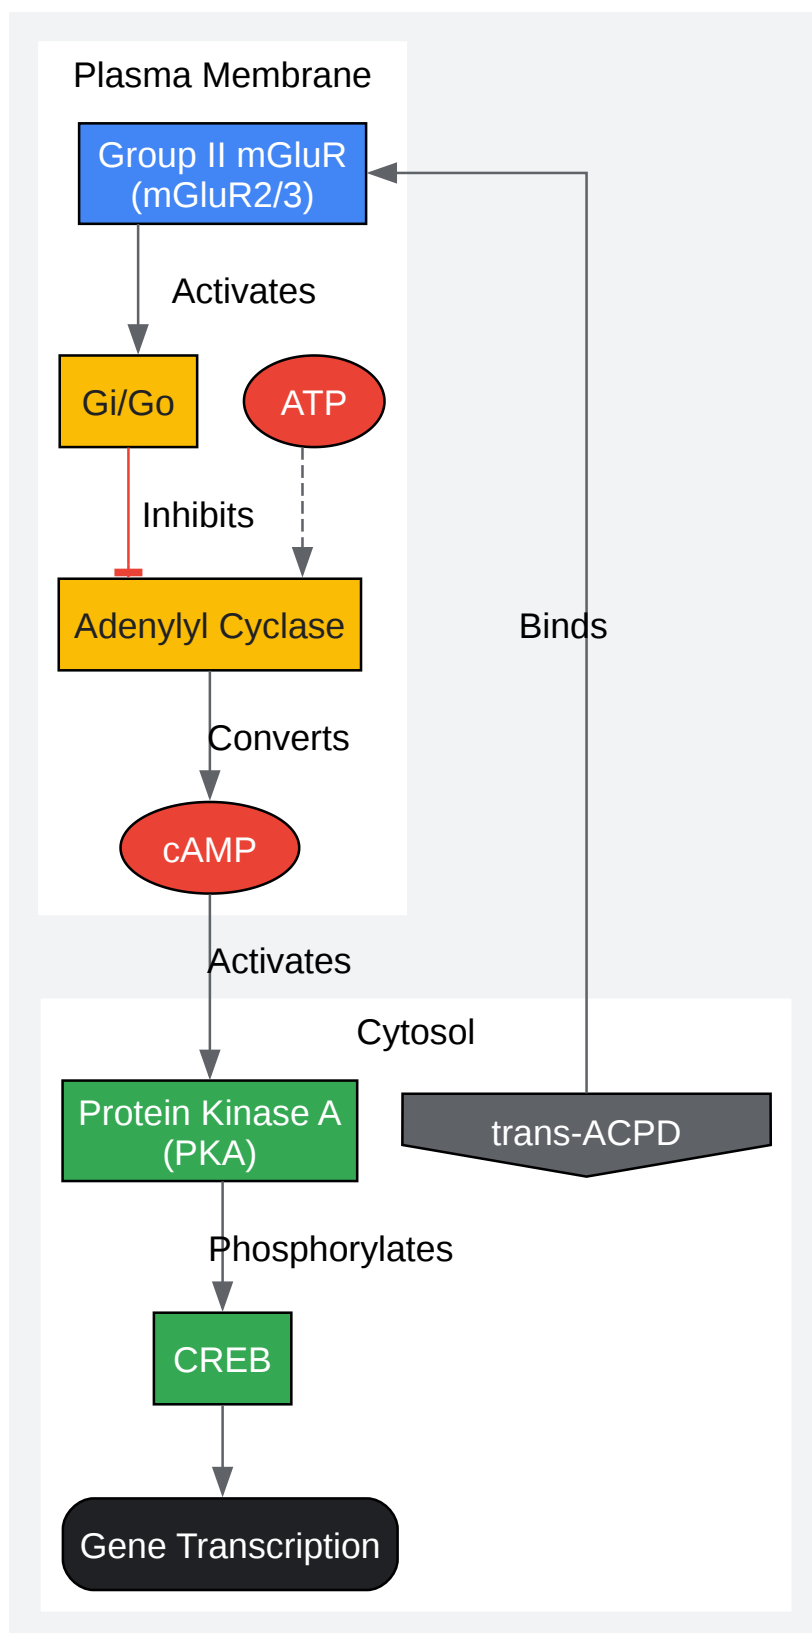 Plasma Membrane
Group II mGluR
(mGluR2/3)
Activates
Gi/Go
ATP
Inhibits
Adenylyl Cyclase
Binds
Converts
cAMP
Activates
Cytosol
Protein Kinase A
(PKA)
trans-ACPD
Phosphorylates
CREB
Gene Transcription